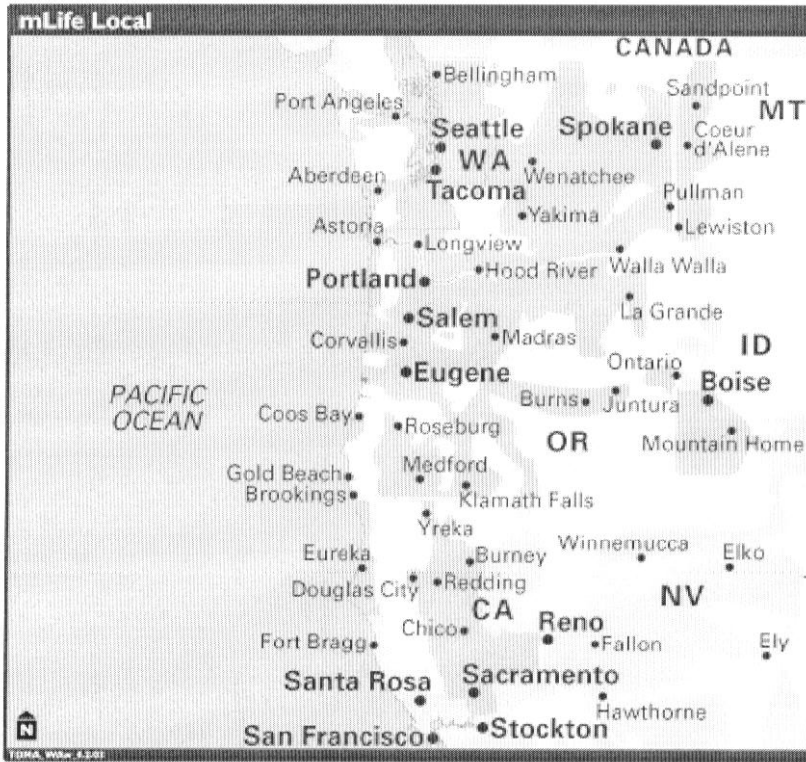 mLife Local
CANADA
Bellingham
Sandpoint
Port Angeles
MT
Seattle
Spokane
Coeur
d'Alene
WA
Wenatchee
Aberdeen
Tacoma
Pullman
Yakima
Astoria
Lewiston
Longview
Hood River
Walla Walla
Portland
La Grande
Salem
Madras
Corvallis
ID
Ontario
Eugene
Boise
PACIFIC
OCEAN
Burns
Juntura
Coos Bay
Roseburg
OR
Mountain Home
Medford
Gold Beach
Klamath Falls
Brookings
Yreka
Winnemucca
Eureka
Burney
Elko
Douglas City
Redding
NV
CA
Chico
Reno
Fort Bragg
Fallon
Ely
Santa Rosa
Sacramento
Hawthorne
Stockton
San Francisco
N